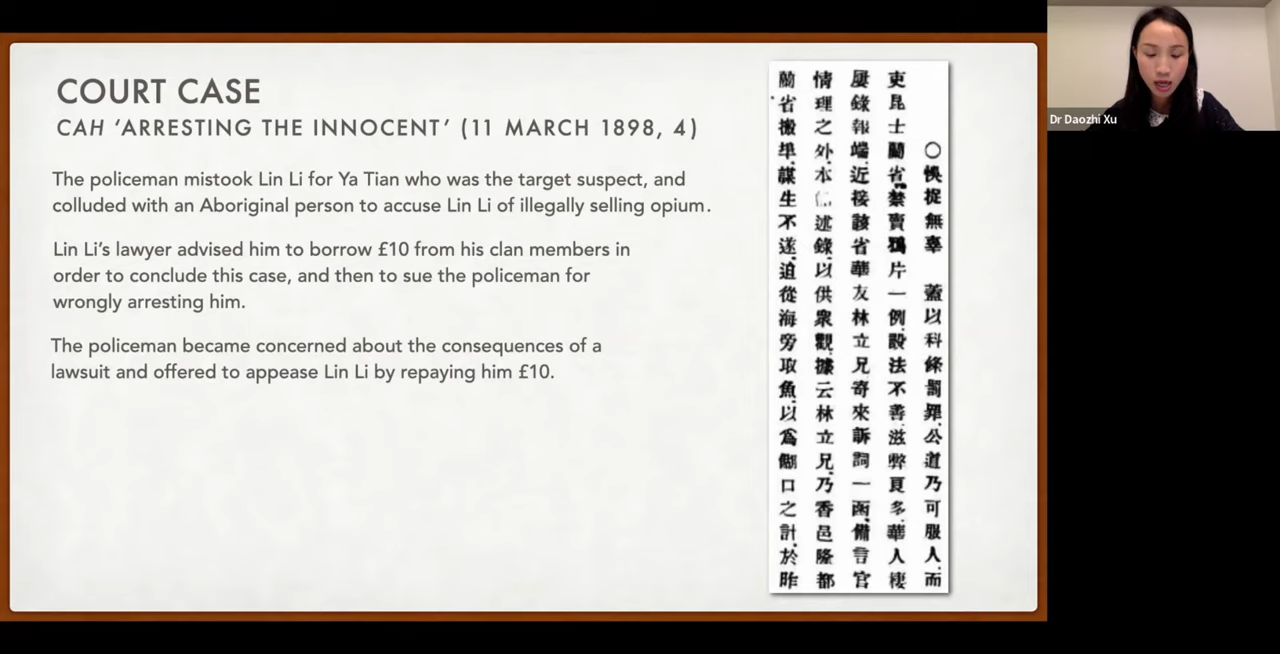 COURT CASE
CAH ‘ARRESTING THE INNOCENT’ (11 MARCH 1898, 4)
The policeman mistook Lin Li for Ya Tian who was the target suspect, and
colluded with an Aboriginal person to accuse Lin Li of illegally selling opium.
Lin Li’s lawyer advised him to borrow £10 from his clan members in
order to conclude this case, and then to sue the policeman for
wrongly arresting him.
The policeman became concerned about the consequences of a
lawsuit and offered to appease Lin Li by repaying him £10.
○悞捉無辜 蓋以科條罰罪,公道乃可服人,而
昆士蘭省,禁賣鴉片一例,設法不善,滋弊多,華人棲
屢錄報端,近接該省華友林立兄奇來訴詞一函,備言官
情理之外,本述錄,以供衆觀,據云林立兄,乃香邑隆都
蘭省搬,謀生不遂,迫從海旁取魚,以爲餬口之計,於昨
Dr Daozhi Xu